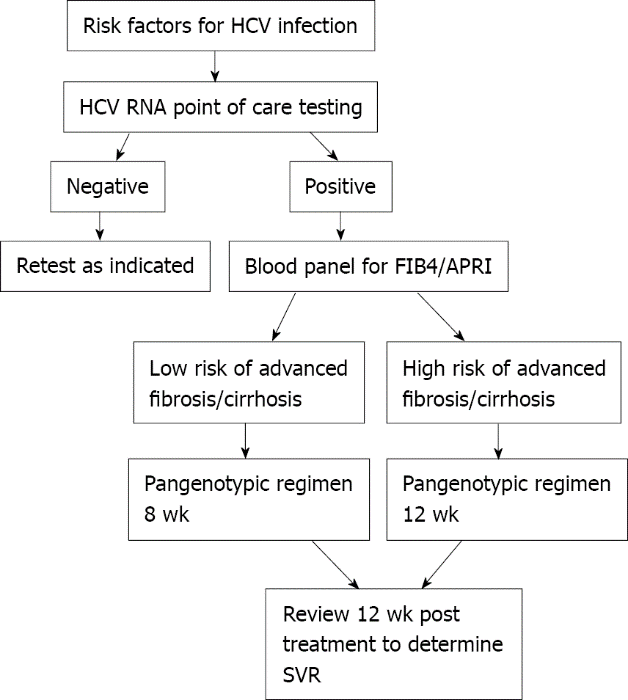 Risk factors for HCV infection
HCV RNA point of care testing
Negative
Positive
Retest as indicated
Blood panel for FIB4/APRI
Low risk of advanced
fibrosis/cirrhosis
High risk of advanced
fibrosis/cirrhosis
Pangenotypic regimen
8 wk
Pangenotypic regimen
12 wk
Review 12 wk post
treatment to determine
SVR